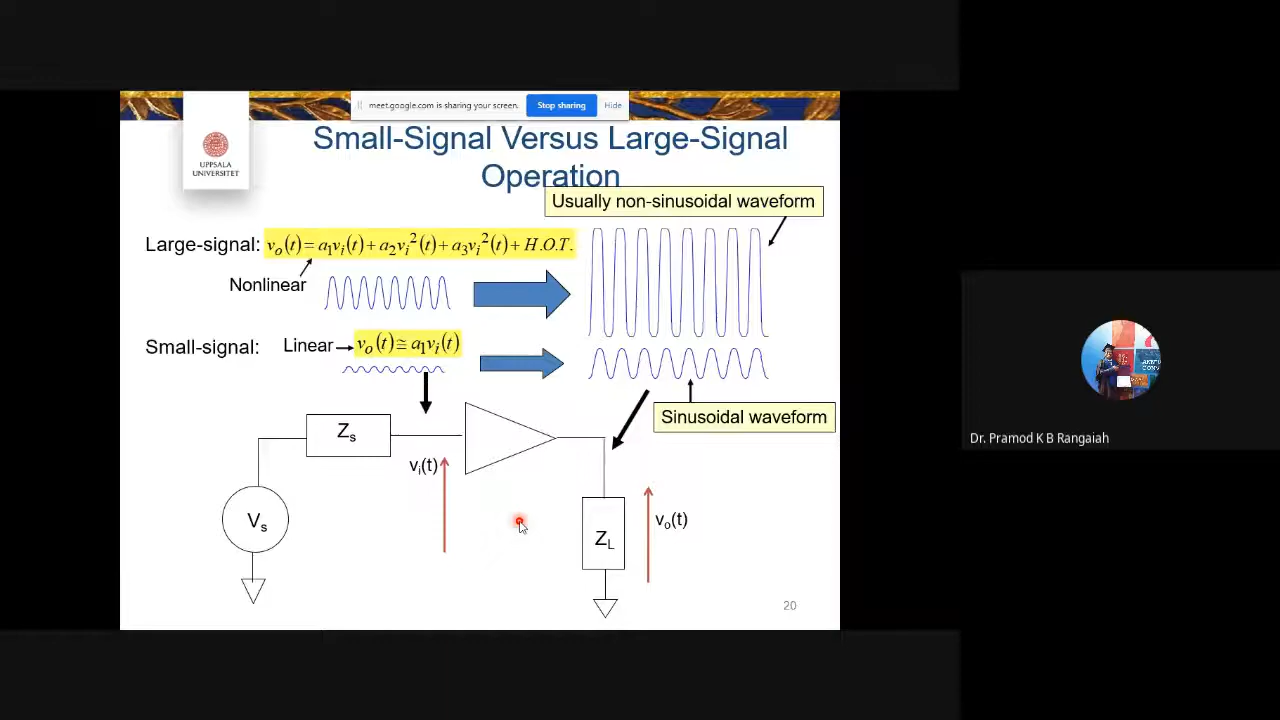 meet.google.com is sharing your screen.
Stop sharing
Hide
UPPSALA
UNIVERSITET
Small-Signal Versus Large-Signal
Operation
Usually non-sinusoidal waveform
Large-signal: vₒ(t) = a₁vᵢ(t) + a₂vᵢ²(t) + a₃vᵢ²(t) + H.O.T.
Nonlinear
Small-signal: Linear vₒ(t) ≅ a₁vᵢ(t)
Sinusoidal waveform
Zₛ
vᵢ(t)
Vₛ
Z_L
vₒ(t)
20
Dr. Pramod K B Rangaiah